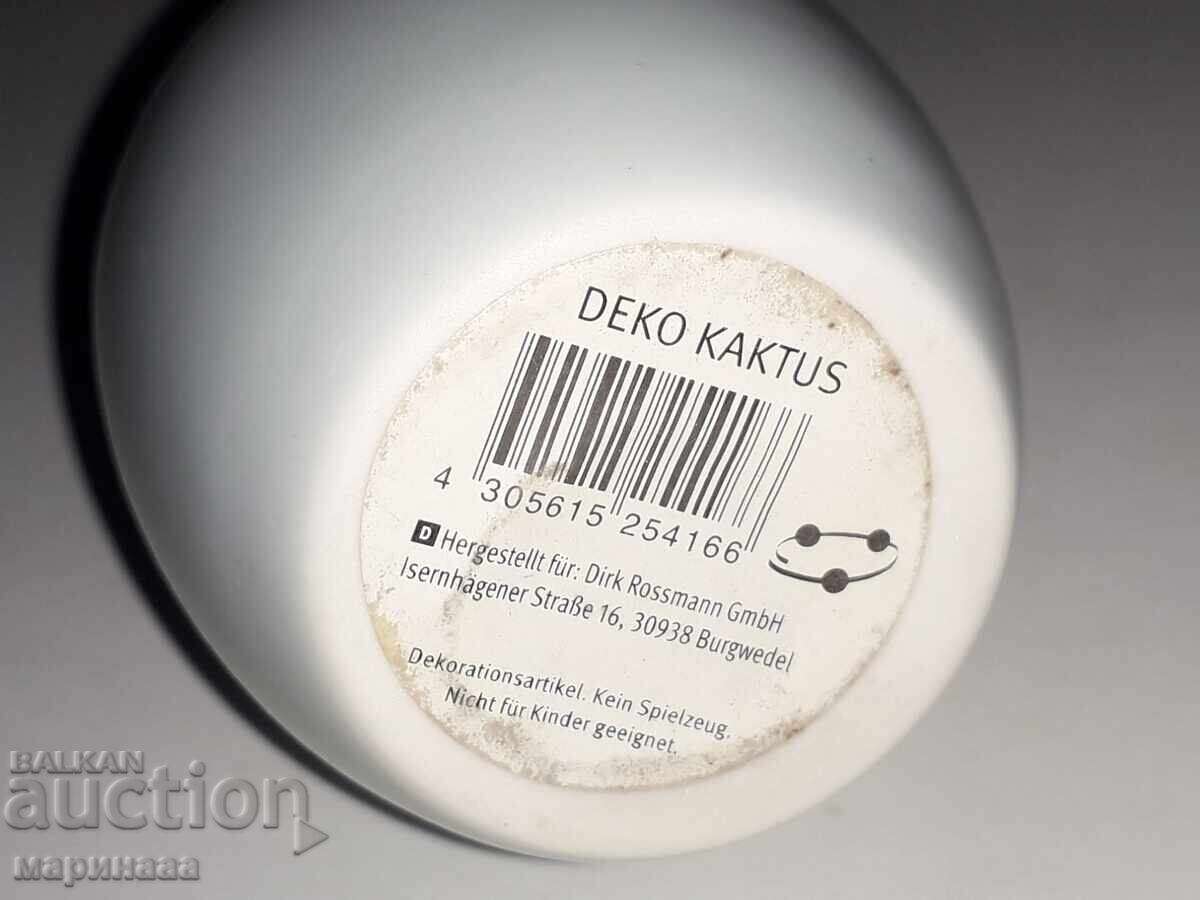 DEKO KAKTUS
4 305615 254166
D Hergestellt für: Dirk Rossmann GmbH
Isernhägener Straße 16, 30938 Burgwedel
Dekorationsartikel. Kein Spielzeug.
Nicht für Kinder geeignet.
BALKAN
auction
маринааа